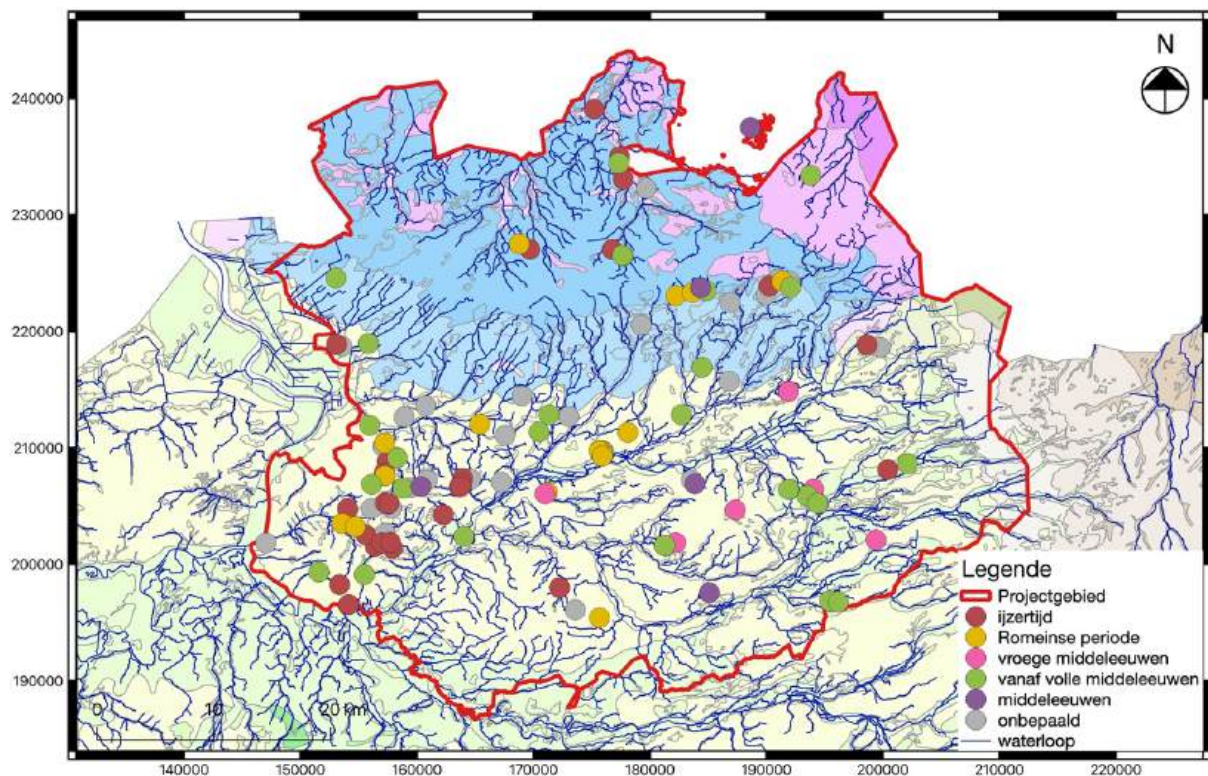 N
240000
230000
220000
210000
200000
190000
Legende
Projectgebied
ijzertijd
Romeinse periode
vroege middeleeuwen
vanaf volle middeleeuwen
middeleeuwen
onbepaald
waterloop
0 10 20 km
140000 150000 160000 170000 180000 190000 200000 210000 220000